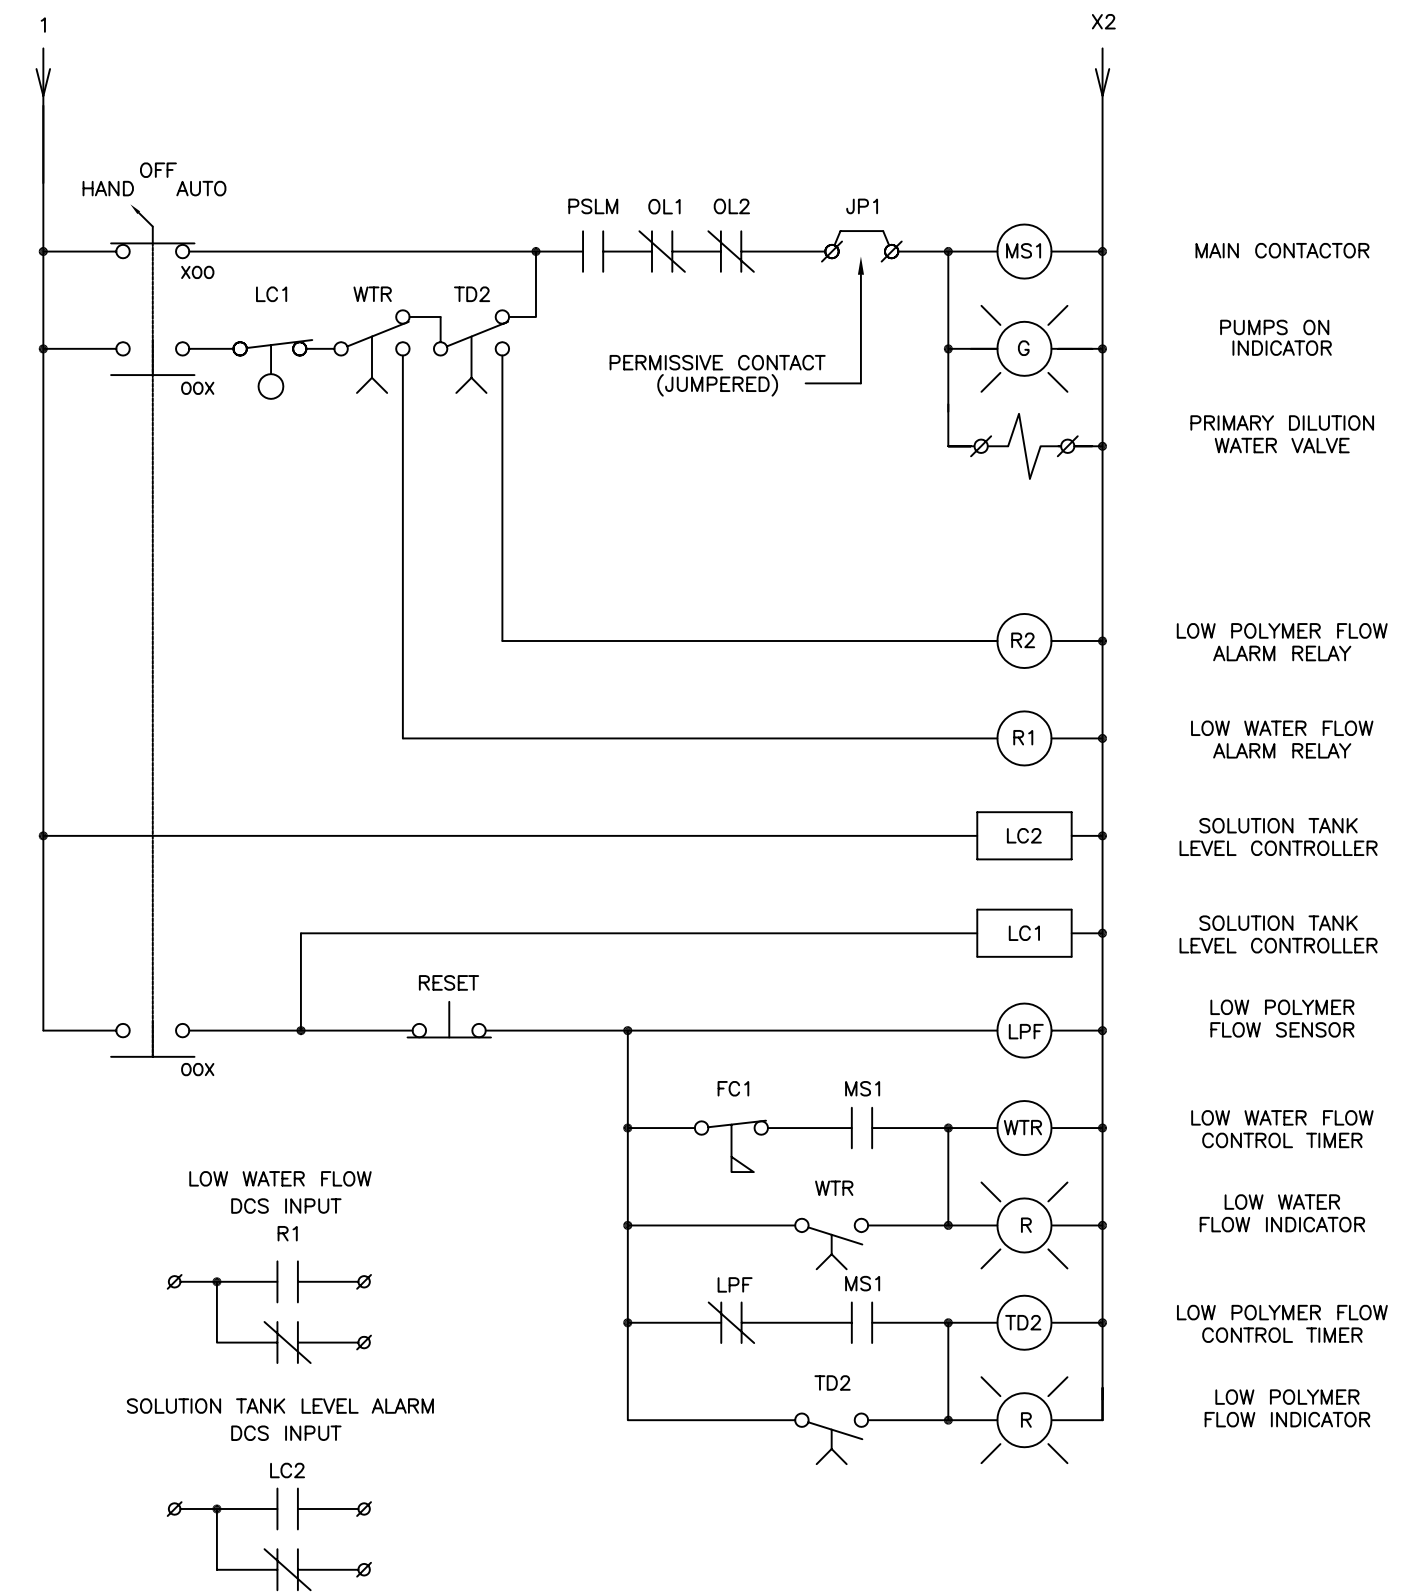 1
X2
OFF
HAND AUTO
PSLM OL1 OL2 JP1
MS1 MAIN CONTACTOR
XOO
LC1 WTR TD2
PUMPS ON
INDICATOR
G
PERMISSIVE CONTACT
(JUMPERED)
OOX
PRIMARY DILUTION
WATER VALVE
R2
LOW POLYMER FLOW
ALARM RELAY
R1
LOW WATER FLOW
ALARM RELAY
LC2
SOLUTION TANK
LEVEL CONTROLLER
LC1
SOLUTION TANK
LEVEL CONTROLLER
RESET
LPF
LOW POLYMER
FLOW SENSOR
OOX
FC1 MS1
WTR
LOW WATER FLOW
CONTROL TIMER
WTR
R
LOW WATER
FLOW INDICATOR
LPF MS1
TD2
LOW POLYMER FLOW
CONTROL TIMER
TD2
R
LOW POLYMER
FLOW INDICATOR
LOW WATER FLOW
DCS INPUT
R1
SOLUTION TANK LEVEL ALARM
DCS INPUT
LC2